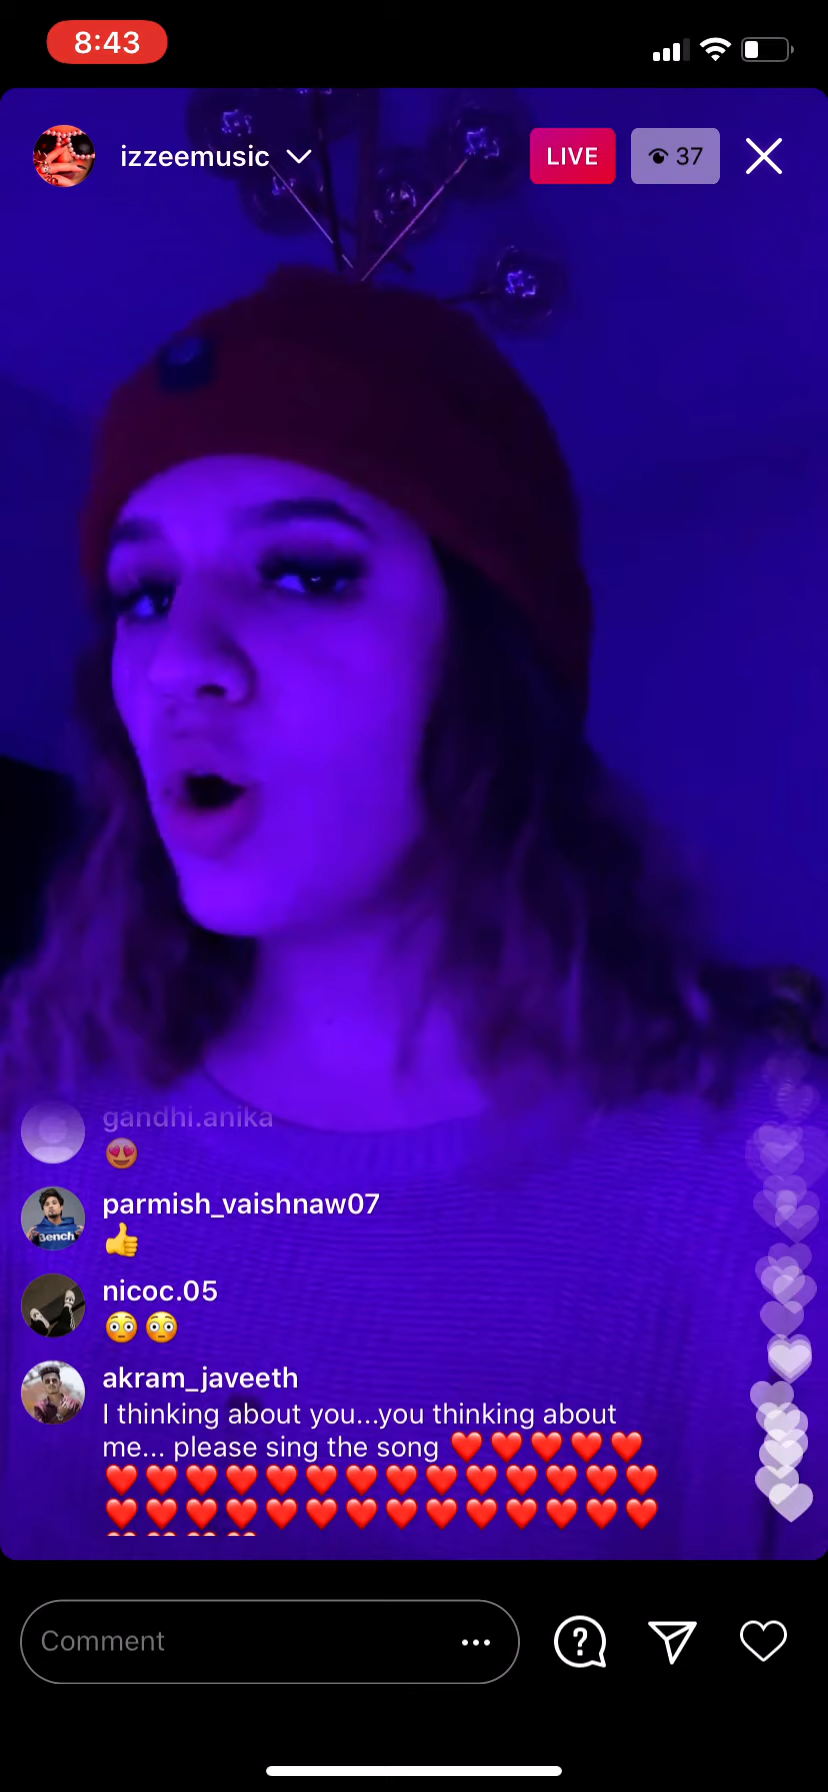 8:43
izzeemusic
LIVE
37
gandhi.anika
😍
parmish_vaishnaw07
👍
Bench
nicoc.05
😳😳
akram_javeeth
I thinking about you...you thinking about
me... please sing the song ❤️❤️❤️❤️❤️
❤️❤️❤️❤️❤️❤️❤️❤️❤️❤️❤️❤️❤️❤️
❤️❤️❤️❤️❤️❤️❤️❤️❤️❤️❤️❤️❤️❤️
❤️❤️❤️❤️
Comment